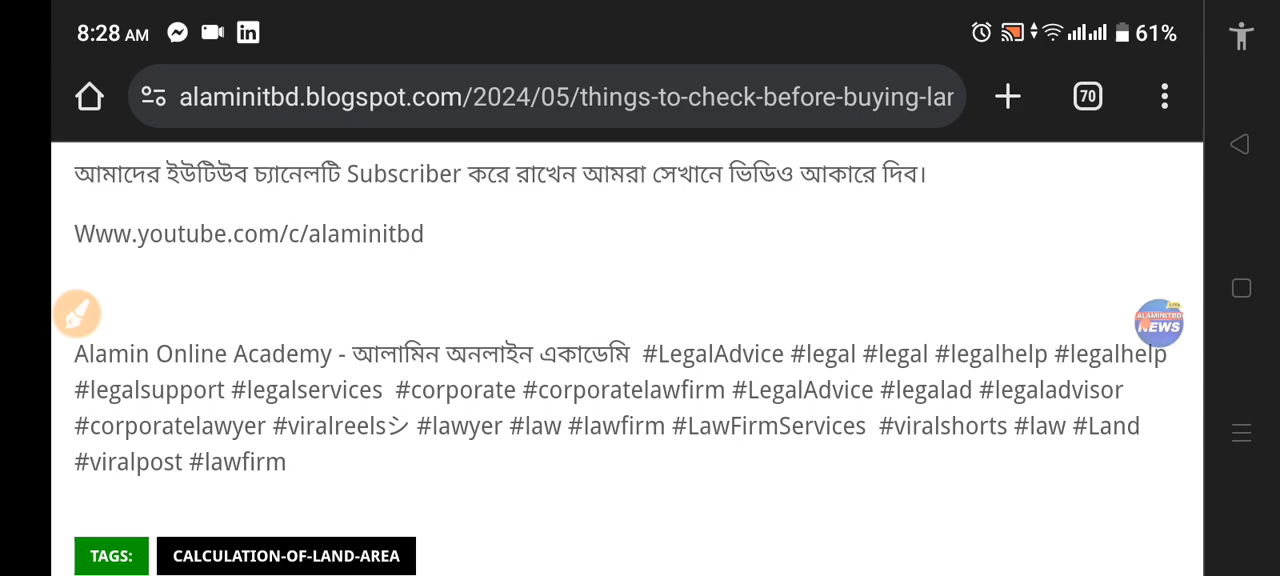 8:28 AM
61%
alaminitbd.blogspot.com/2024/05/things-to-check-before-buying-lar
70
আমাদের ইউটিউব চ্যানেলটি Subscriber করে রাখেন আমরা সেখানে ভিডিও আকারে দিব।
Www.youtube.com/c/alaminitbd
LIVE
ALAMINITBD
NEWS
Alamin Online Academy - আলামিন অনলাইন একাডেমি #LegalAdvice #legal #legal #legalhelp #legalhelp
#legalsupport #legalservices #corporate #corporatelawfirm #LegalAdvice #legalad #legaladvisor
#corporatelawyer #viralreelsシ #lawyer #law #lawfirm #LawFirmServices #viralshorts #law #Land
#viralpost #lawfirm
TAGS: CALCULATION-OF-LAND-AREA